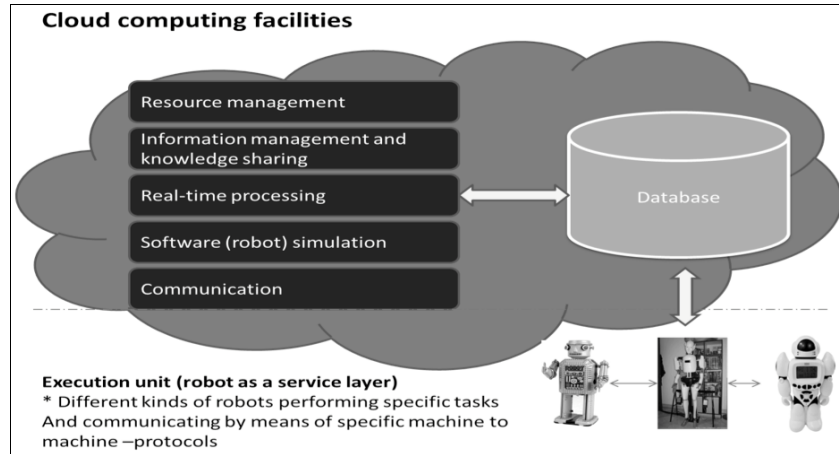 Cloud computing facilities
Resource management
Information management and
knowledge sharing
Real-time processing
Software (robot) simulation
Communication
Database
Execution unit (robot as a service layer)
* Different kinds of robots performing specific tasks
And communicating by means of specific machine to
machine –protocols